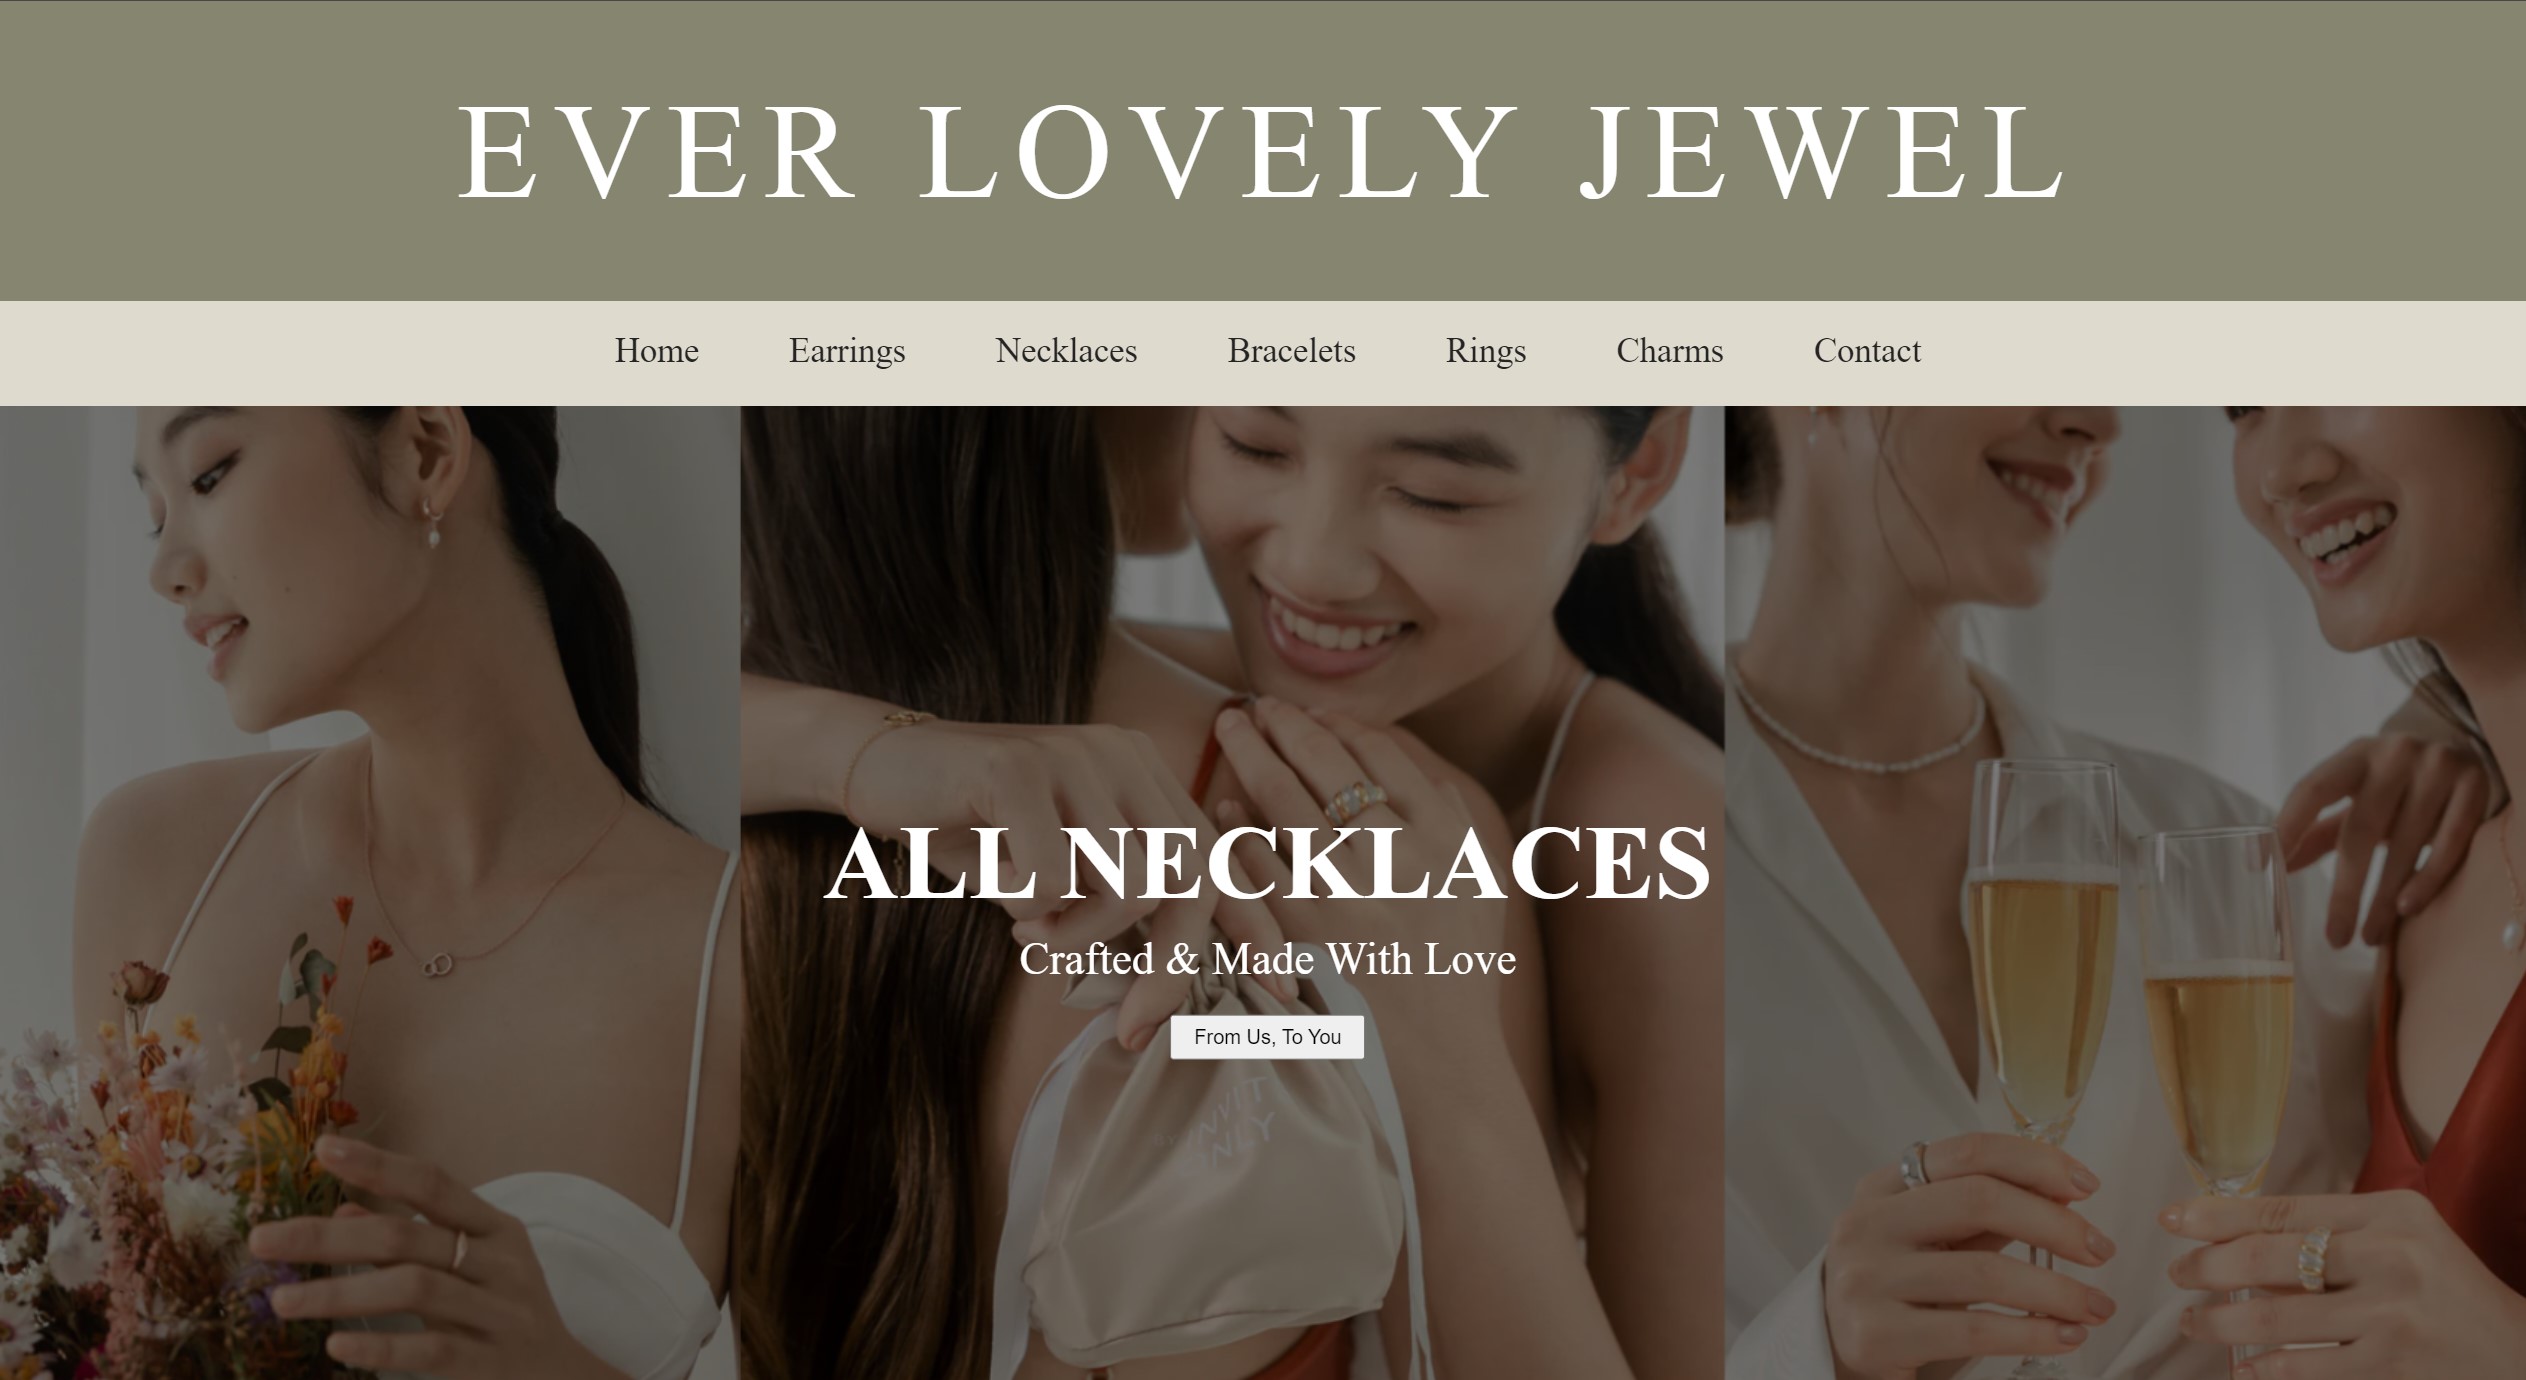 EVER LOVELY JEWEL
Home Earrings Necklaces Bracelets Rings Charms Contact
ALL NECKLACES
Crafted & Made With Love
From Us, To You